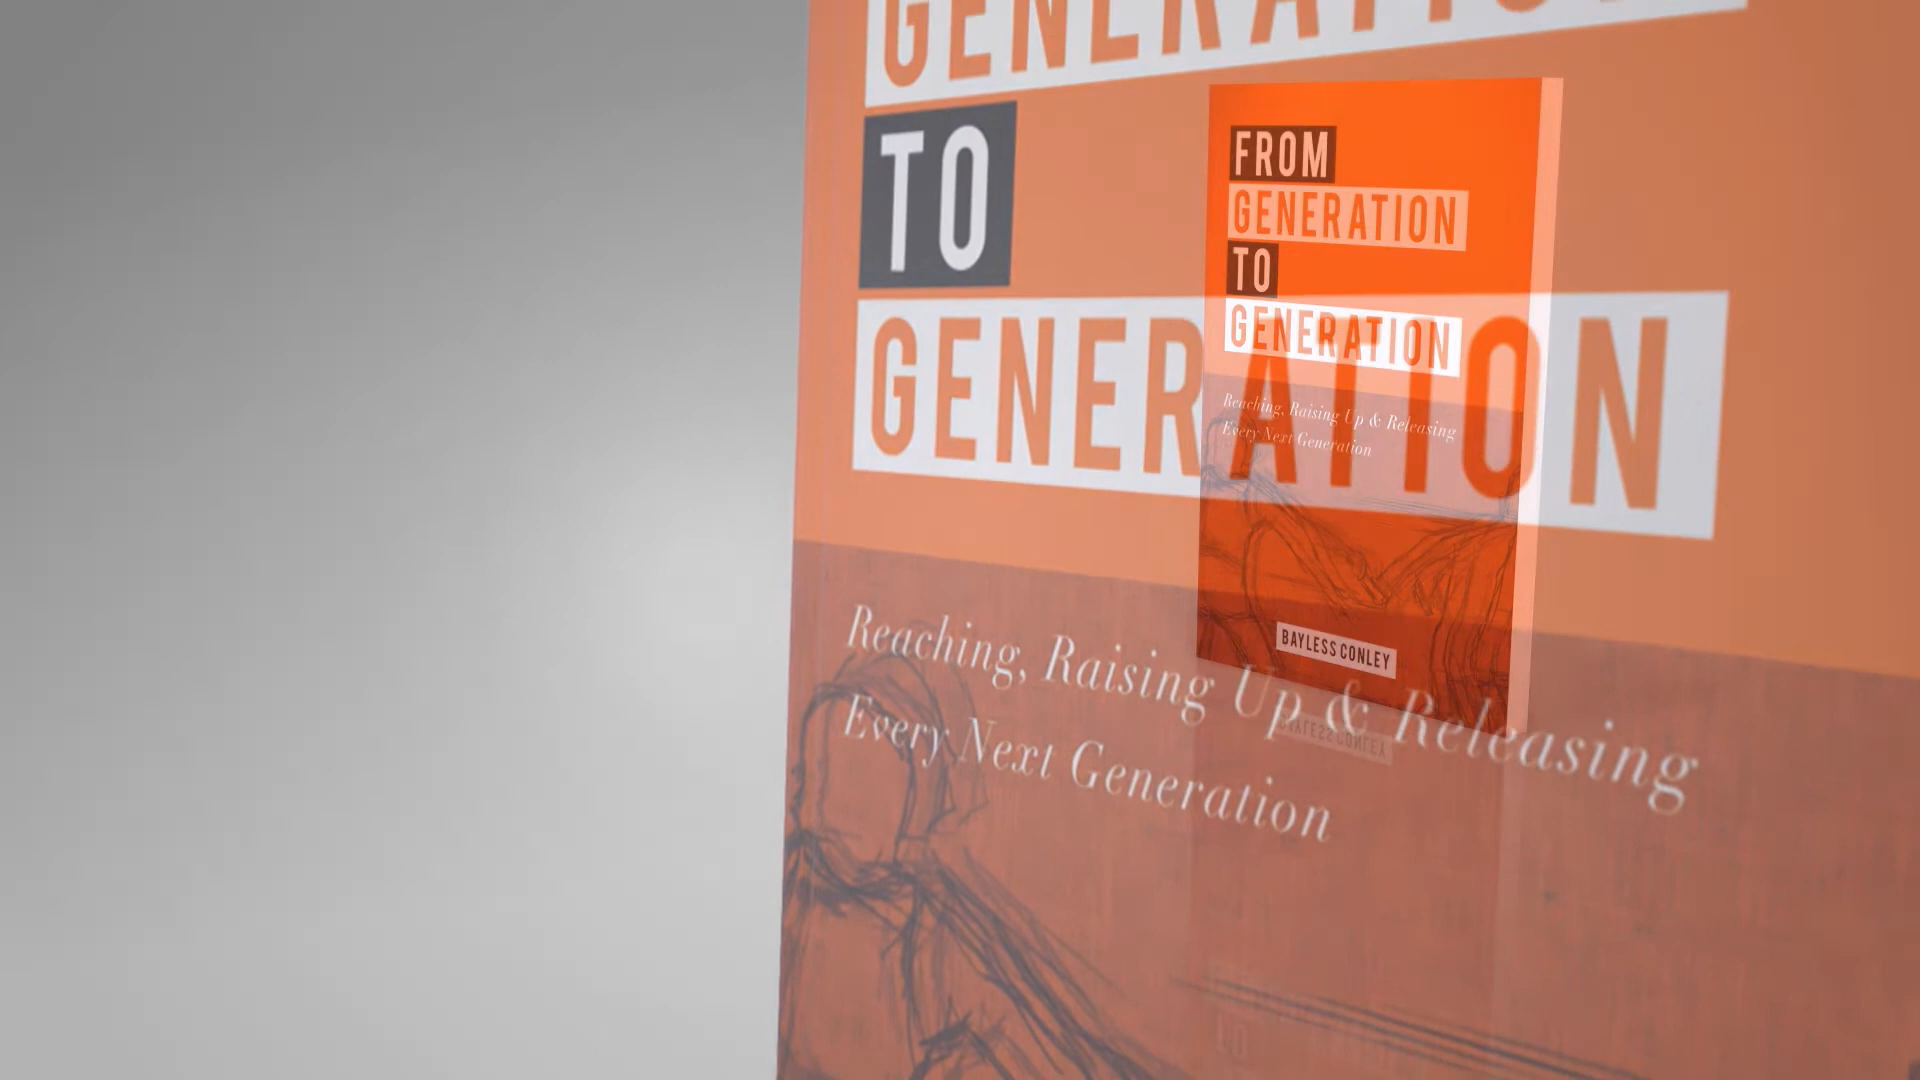 GENERATION
TO
GENERATION
Reaching, Raising Up & Releasing
Every Next Generation
FROM
GENERATION
TO
GENERATION
Reaching, Raising Up & Releasing
Every Next Generation
BAYLESS CONLEY